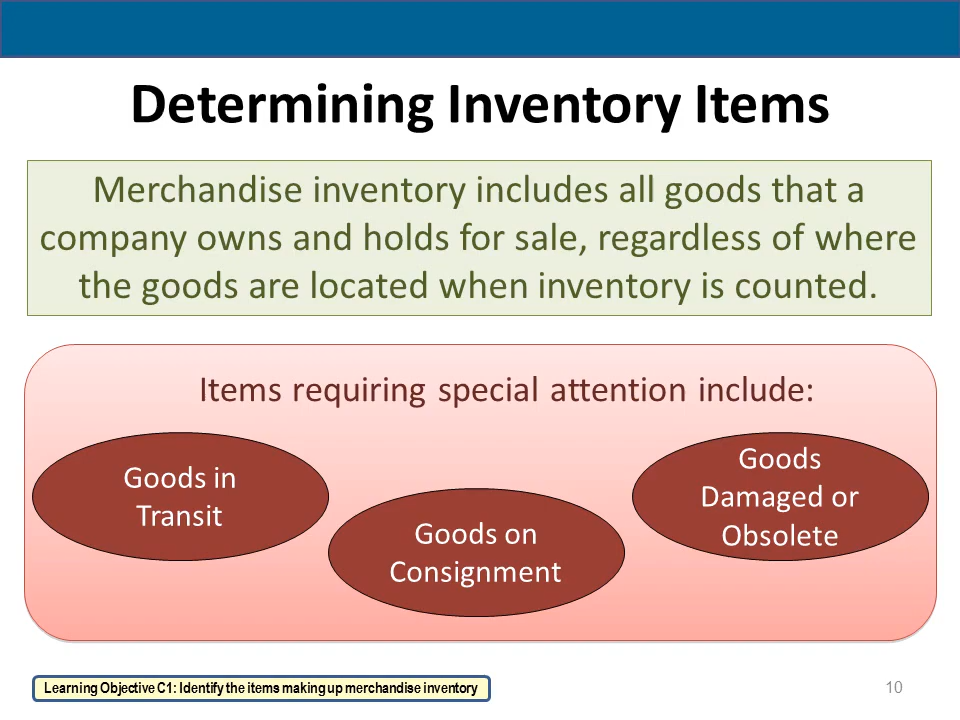 Determining Inventory Items
Merchandise inventory includes all goods that a
company owns and holds for sale, regardless of where
the goods are located when inventory is counted.
Items requiring special attention include:
Goods in
Transit
Goods on
Consignment
Goods
Damaged or
Obsolete
Learning Objective C1: Identify the items making up merchandise inventory
10